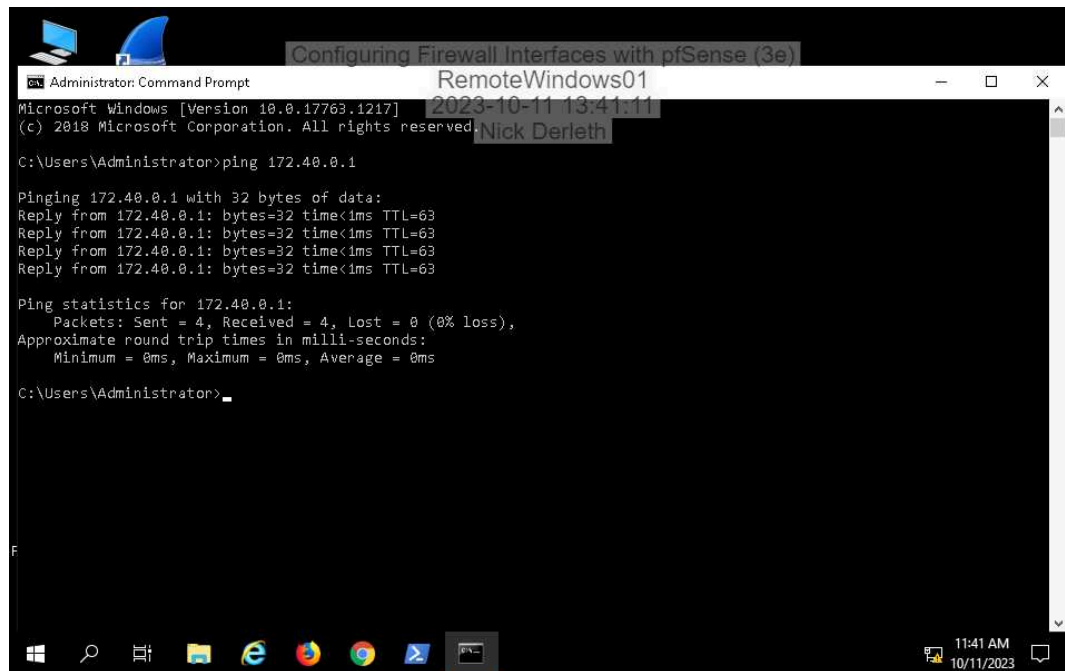 Configuring Firewall Interfaces with pfSense (3e)
Administrator: Command Prompt
RemoteWindows01
Microsoft Windows [Version 10.0.17763.1217]
2023-10-11 13:41:11
(c) 2018 Microsoft Corporation. All rights reserved.
Nick Derleth
C:\Users\Administrator>ping 172.40.0.1
Pinging 172.40.0.1 with 32 bytes of data:
Reply from 172.40.0.1: bytes=32 time<1ms TTL=63
Reply from 172.40.0.1: bytes=32 time<1ms TTL=63
Reply from 172.40.0.1: bytes=32 time<1ms TTL=63
Reply from 172.40.0.1: bytes=32 time<1ms TTL=63
Ping statistics for 172.40.0.1:
Packets: Sent = 4, Received = 4, Lost = 0 (0% loss),
Approximate round trip times in milli-seconds:
Minimum = 0ms, Maximum = 0ms, Average = 0ms
C:\Users\Administrator>
F
11:41 AM
10/11/2023